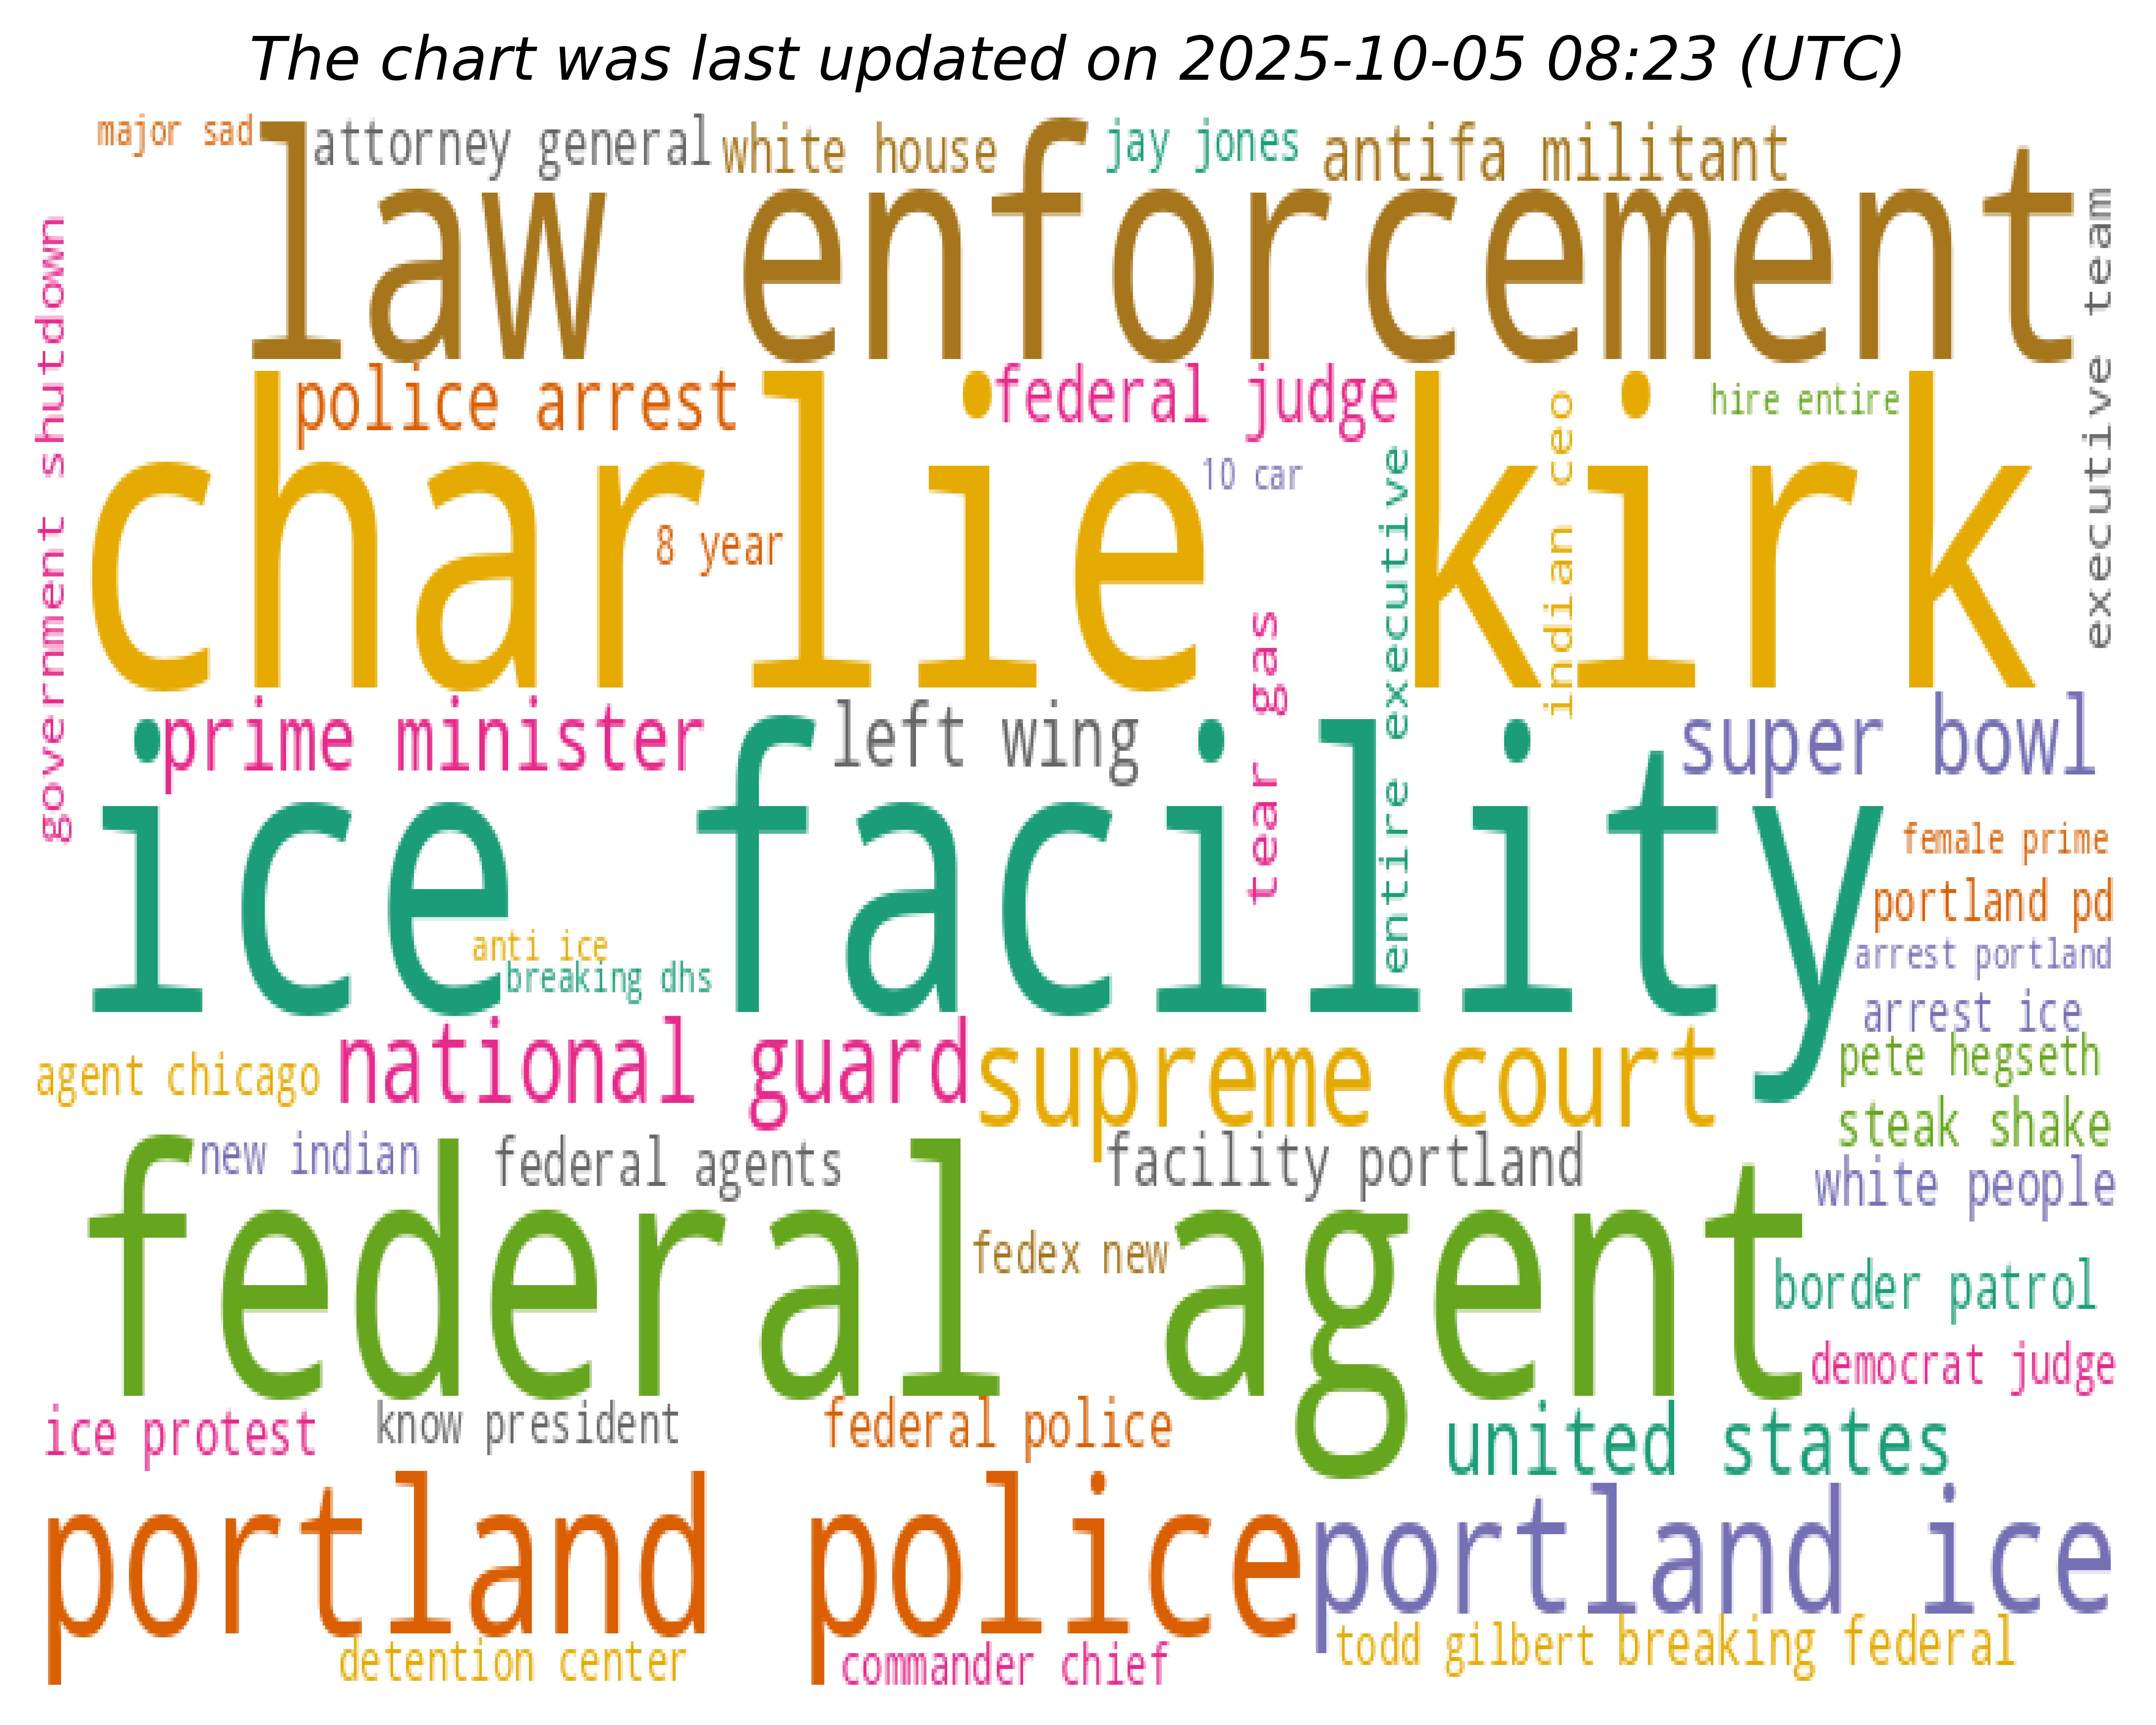 The chart was last updated on 2025-10-05 08:23 (UTC)
major sad
attorney general
white house
jay jones
antifa militant
law enforcement
government shutdown
executive team
police arrest
federal judge
hire entire
charlie kirk
10 car
8 year
indian ceo
entire executive
tear gas
prime minister
left wing
super bowl
ice facility
female prime
portland pd
anti ice
arrest portland
breaking dhs
arrest ice
agent chicago
national guard
supreme court
pete hegseth
steak shake
new indian
federal agents
facility portland
white people
federal agent
fedex new
border patrol
democrat judge
ice protest
know president
federal police
united states
portland police
portland ice
detention center
commander chief
todd gilbert
breaking federal